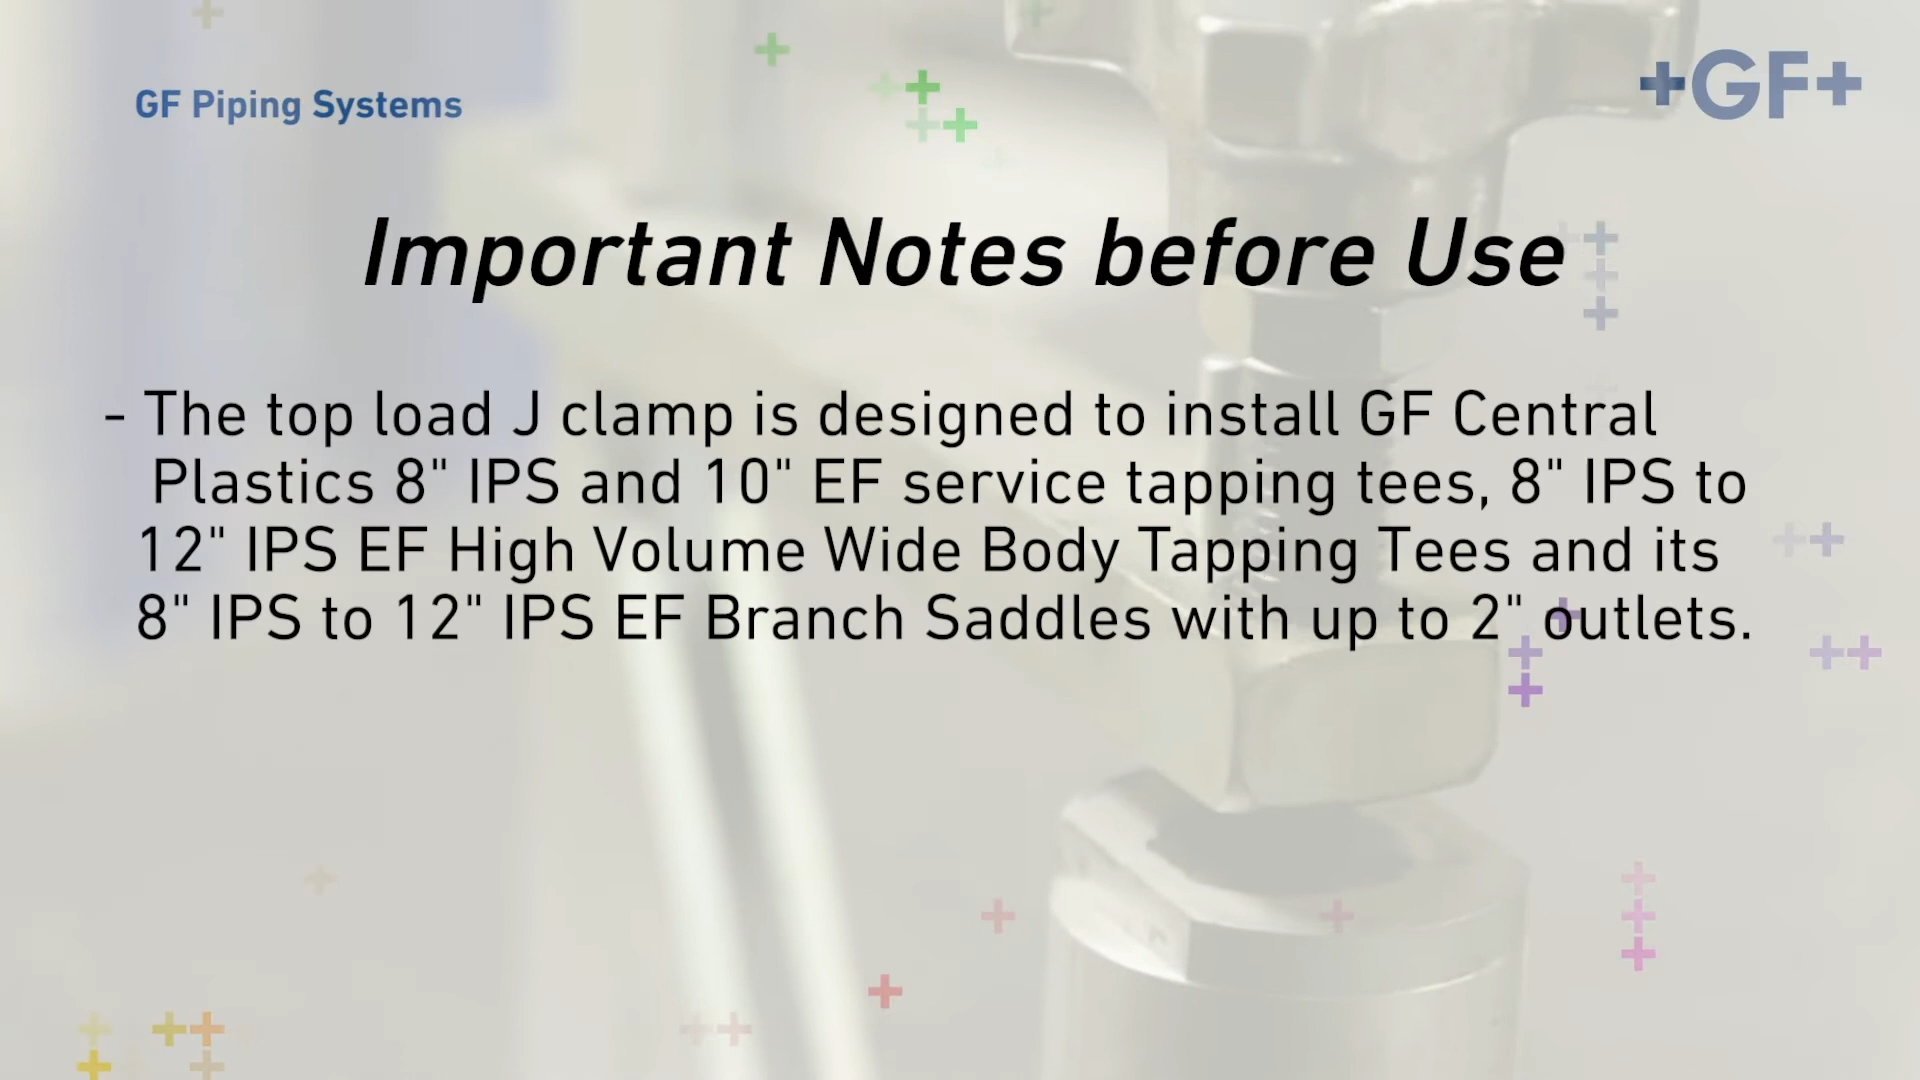 GF Piping Systems
+GF+
Important Notes before Use
- The top load J clamp is designed to install GF Central
Plastics 8" IPS and 10" EF service tapping tees, 8" IPS to
12" IPS EF High Volume Wide Body Tapping Tees and its
8" IPS to 12" IPS EF Branch Saddles with up to 2" outlets.